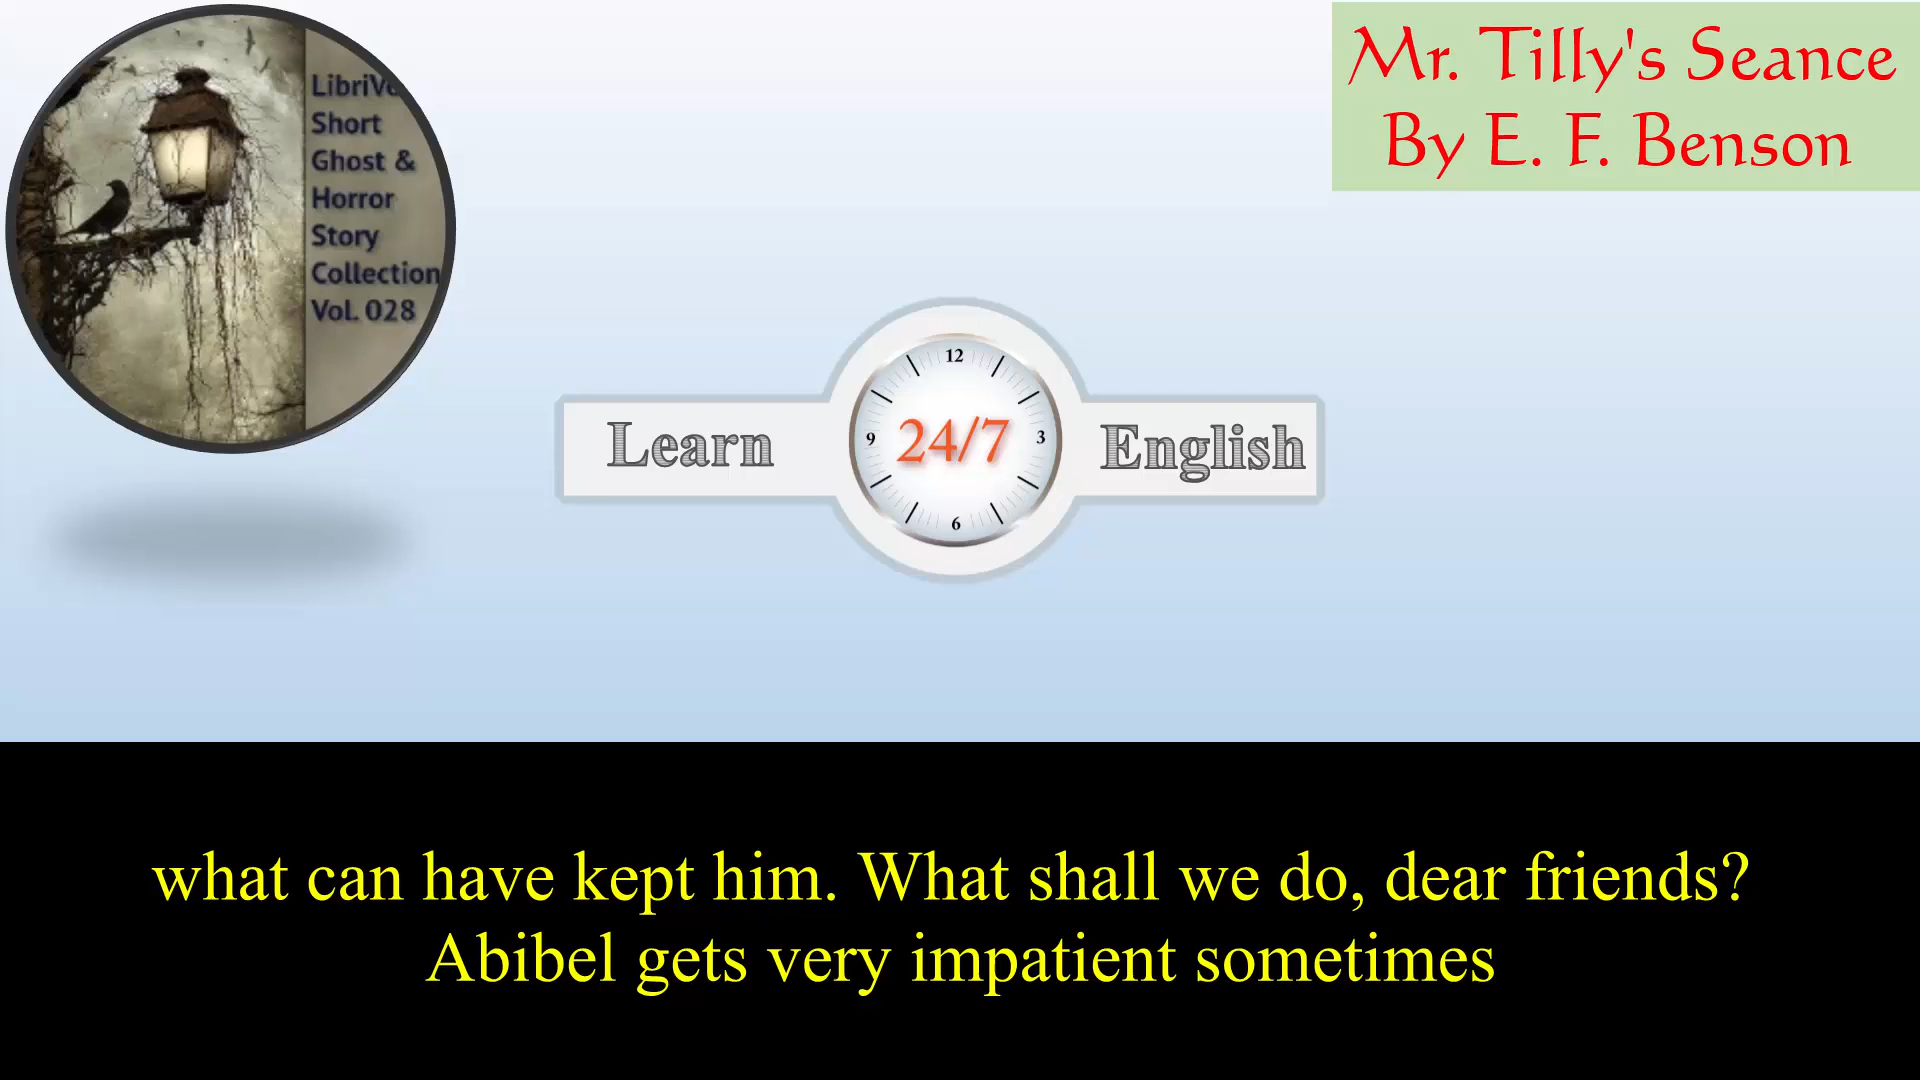 LibriVo
Short
Ghost &
Horror
Story
Collection
Vol. 028
Mr. Tilly's Seance
By E. F. Benson
12
Learn
9
24/7
3
English
6
what can have kept him. What shall we do, dear friends?
Abibel gets very impatient sometimes